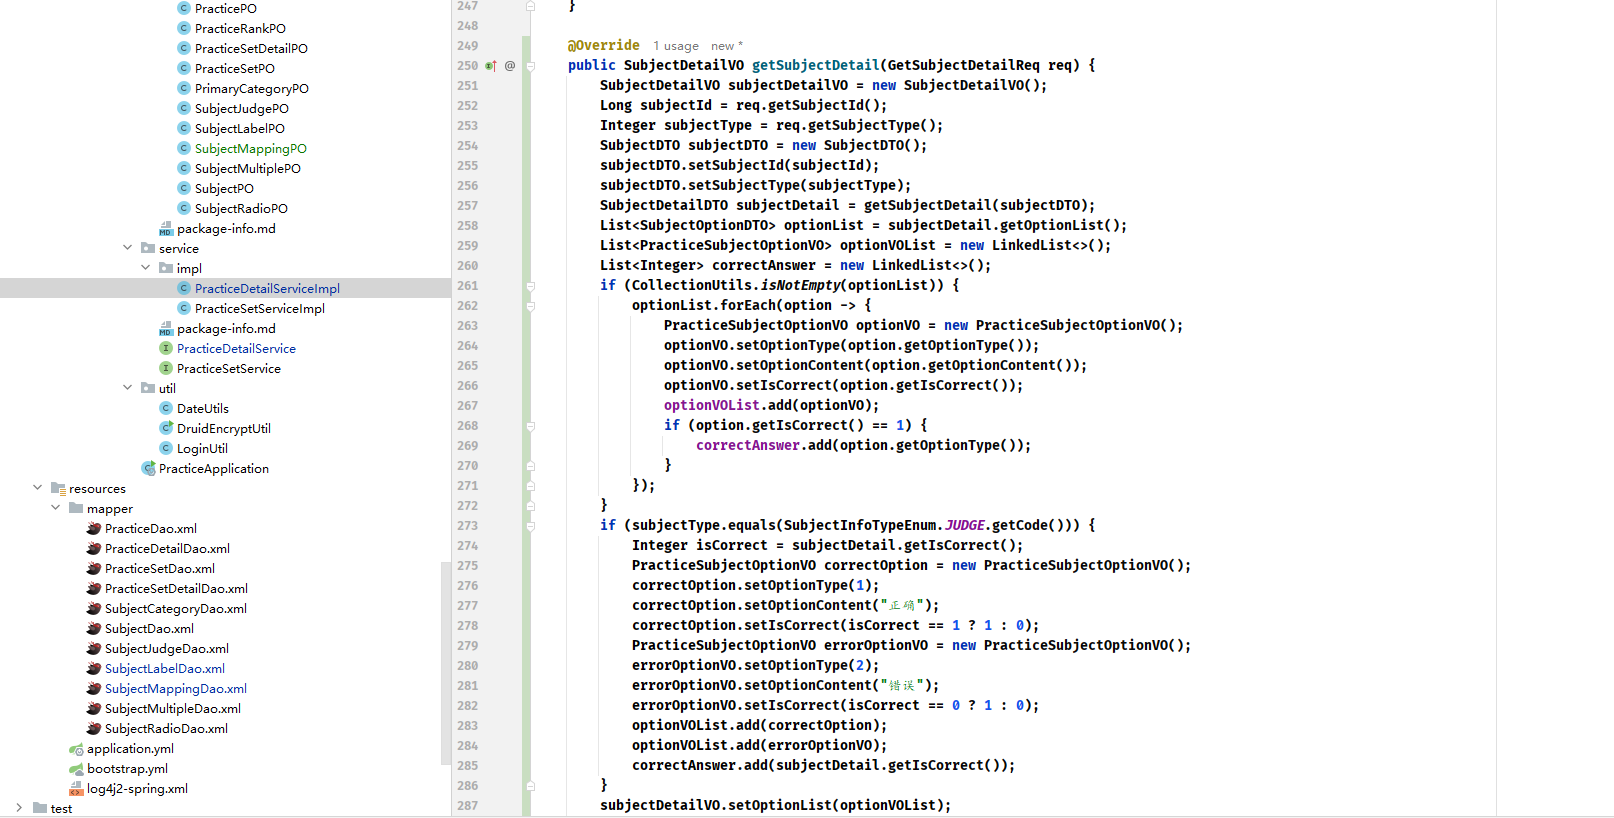 PracticePO
PracticeRankPO
PracticeSetDetailPO
PracticeSetPO
PrimaryCategoryPO
SubjectJudgePO
SubjectLabelPO
SubjectMappingPO
SubjectMultiplePO
SubjectPO
SubjectRadioPO
package-info.md
service
impl
PracticeDetailServiceImpl
PracticeSetServiceImpl
package-info.md
PracticeDetailService
PracticeSetService
util
DateUtils
DruidEncryptUtil
LoginUtil
PracticeApplication
resources
mapper
PracticeDao.xml
PracticeDetailDao.xml
PracticeSetDao.xml
PracticeSetDetailDao.xml
SubjectCategoryDao.xml
SubjectDao.xml
SubjectJudgeDao.xml
SubjectLabelDao.xml
SubjectMappingDao.xml
SubjectMultipleDao.xml
SubjectRadioDao.xml
application.yml
bootstrap.yml
log4j2-spring.xml
test
247 }
248
249 @Override 1 usage new *
250 public SubjectDetailVO getSubjectDetail(GetSubjectDetailReq req) {
251 SubjectDetailVO subjectDetailVO = new SubjectDetailVO();
252 Long subjectId = req.getSubjectId();
253 Integer subjectType = req.getSubjectType();
254 SubjectDTO subjectDTO = new SubjectDTO();
255 subjectDTO.setSubjectId(subjectId);
256 subjectDTO.setSubjectType(subjectType);
257 SubjectDetailDTO subjectDetail = getSubjectDetail(subjectDTO);
258 List<SubjectOptionDTO> optionList = subjectDetail.getOptionList();
259 List<PracticeSubjectOptionVO> optionVOList = new LinkedList<>();
260 List<Integer> correctAnswer = new LinkedList<>();
261 if (CollectionUtils.isNotEmpty(optionList)) {
262 optionList.forEach(option -> {
263 PracticeSubjectOptionVO optionVO = new PracticeSubjectOptionVO();
264 optionVO.setOptionType(option.getOptionType());
265 optionVO.setOptionContent(option.getOptionContent());
266 optionVO.setIsCorrect(option.getIsCorrect());
267 optionVOList.add(optionVO);
268 if (option.getIsCorrect() == 1) {
269 correctAnswer.add(option.getOptionType());
270 }
271 });
272 }
273 if (subjectType.equals(SubjectInfoTypeEnum.JUDGE.getCode())) {
274 Integer isCorrect = subjectDetail.getIsCorrect();
275 PracticeSubjectOptionVO correctOption = new PracticeSubjectOptionVO();
276 correctOption.setOptionType(1);
277 correctOption.setOptionContent("正确");
278 correctOption.setIsCorrect(isCorrect == 1 ? 1 : 0);
279 PracticeSubjectOptionVO errorOptionVO = new PracticeSubjectOptionVO();
280 errorOptionVO.setOptionType(2);
281 errorOptionVO.setOptionContent("错误");
282 errorOptionVO.setIsCorrect(isCorrect == 0 ? 1 : 0);
283 optionVOList.add(correctOption);
284 optionVOList.add(errorOptionVO);
285 correctAnswer.add(subjectDetail.getIsCorrect());
286 }
287 subjectDetailVO.setOptionList(optionVOList);